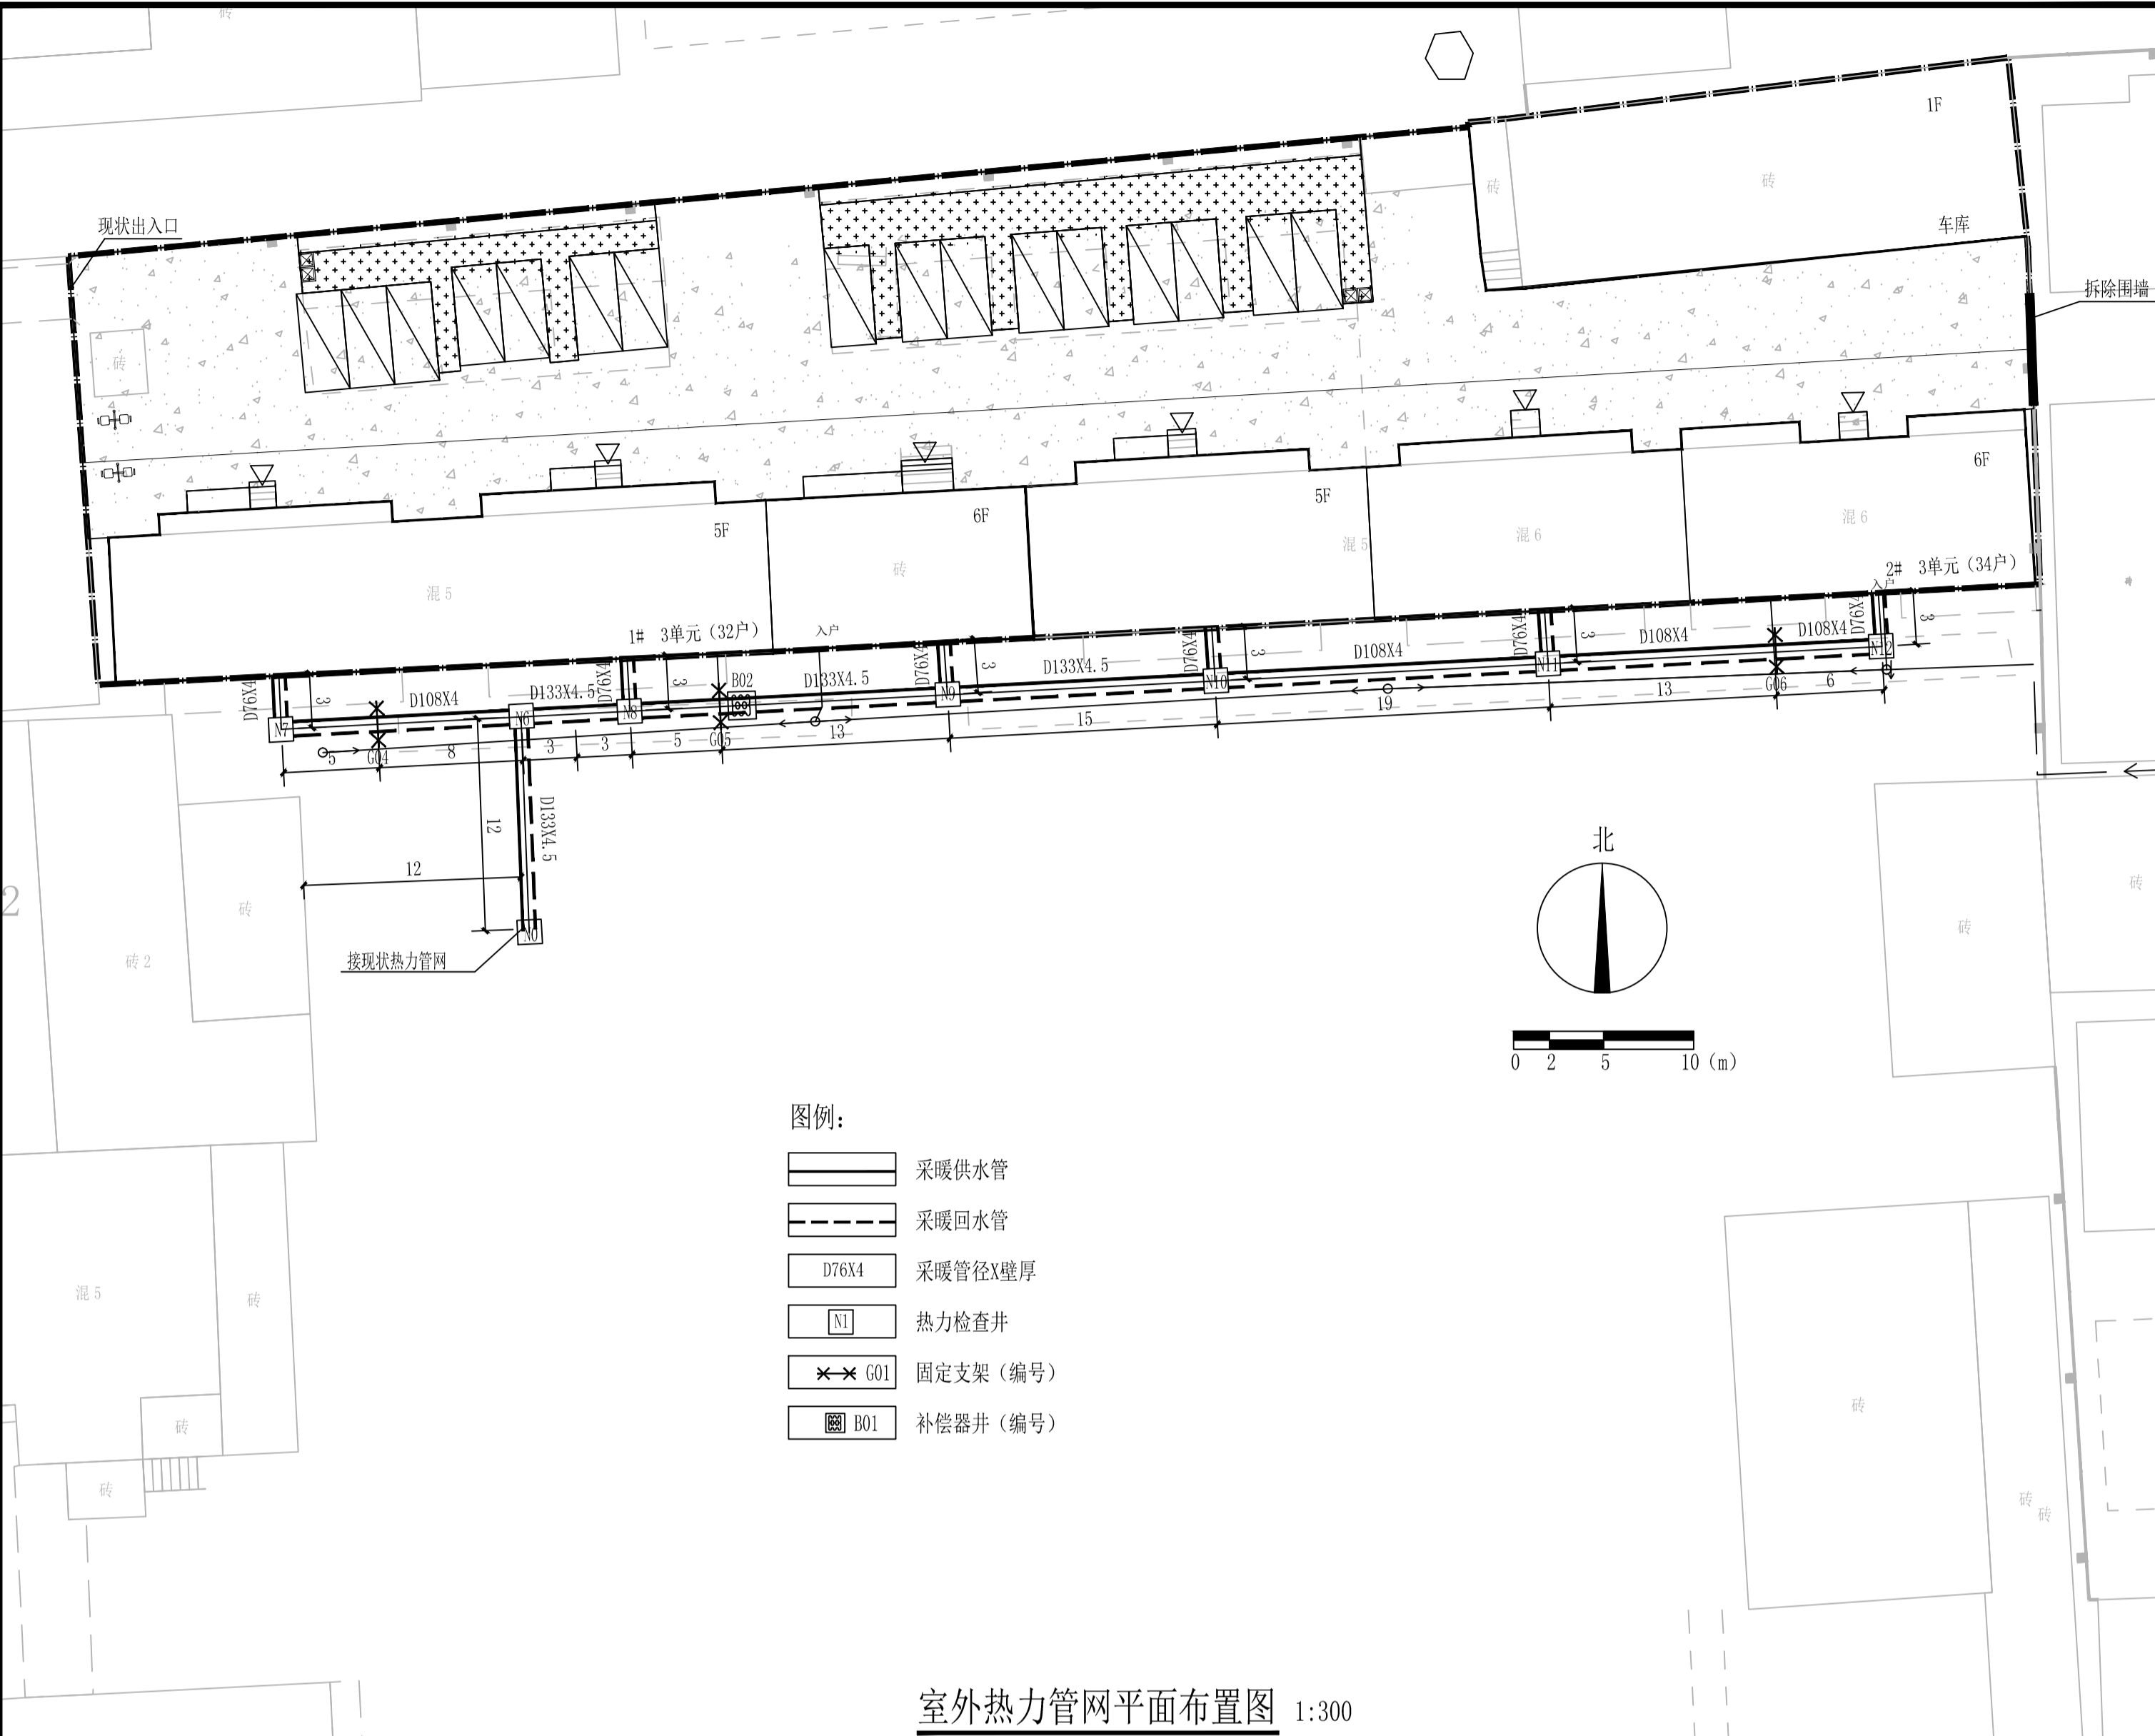 砖
1F
砖
砖
车库
现状出入口
拆除围墙
砖
6F
5F
6F
5F
混 5
混 6
混 6
砖
混 5
2# 3单元（34户）
入户
1# 3单元（32户）
入户
D76X4
3
D108X4
D133X4.5
D76X4
3
B02
D133X4.5
D76X4
3
D133X4.5
D76X4
3
D108X4
D76X4
3
D108X4
D108X4
D76X4
3
N7
N6
N8
N9
N10
N11
N12
G04
G05
G06
5
8
3
3
5
13
15
19
13
6
12
D133X4.5
12
N0
接现状热力管网
北
0 2 5 10 (m)
2
砖
砖 2
砖
砖
混 5
砖
砖
砖
砖
砖
砖
图例：
采暖供水管
采暖回水管
D76X4 采暖管径X壁厚
N1 热力检查井
G01 固定支架（编号）
B01 补偿器井（编号）
室外热力管网平面布置图 1:300